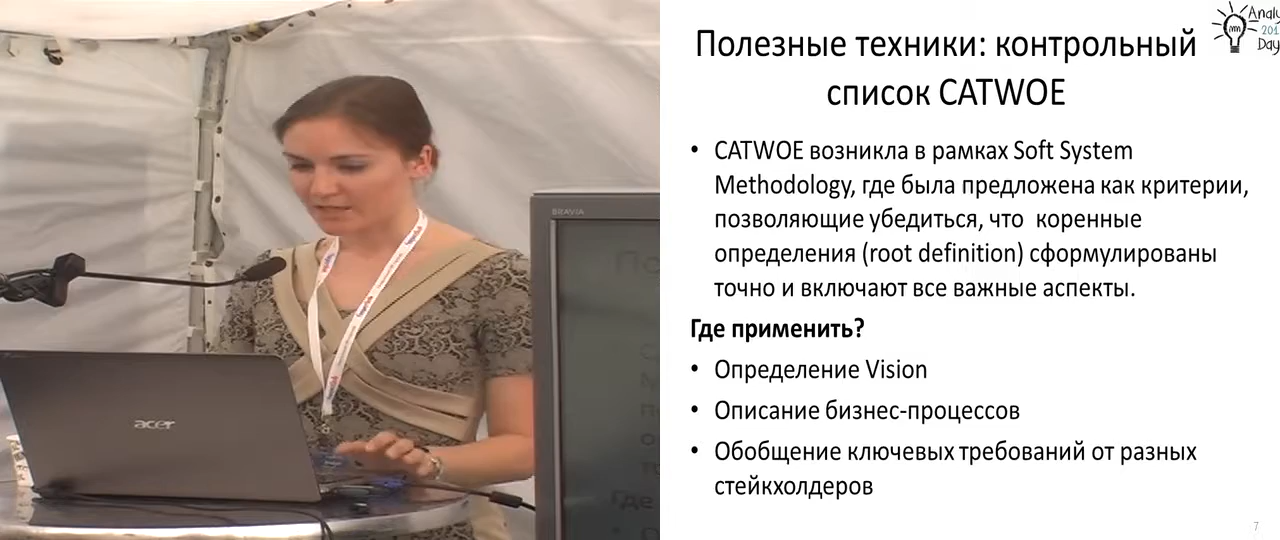 Полезные техники: контрольный
список CATWOE
• CATWOE возникла в рамках Soft System
Methodology, где была предложена как критерии,
позволяющие убедиться, что коренные
определения (root definition) сформулированы
точно и включают все важные аспекты.
Где применить?
• Определение Vision
• Описание бизнес-процессов
• Обобщение ключевых требований от разных
стейкхолдеров
7
BRAVIA
acer